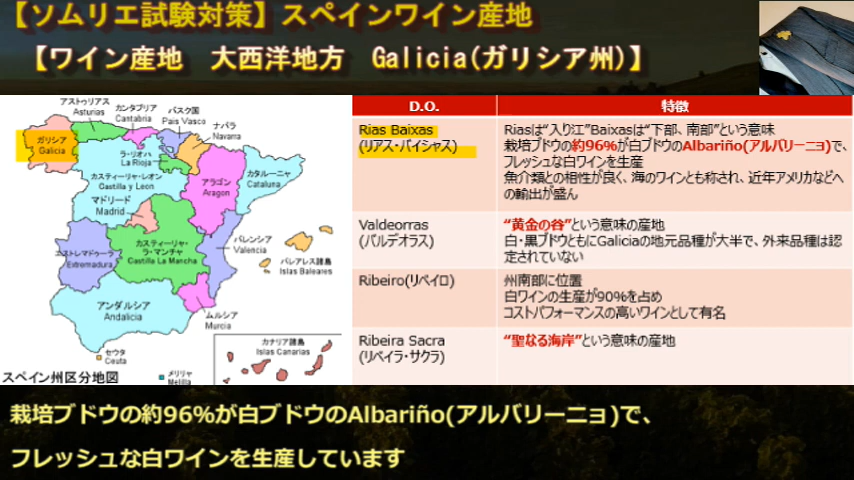 【ソムリエ試験対策】スペインワイン産地
【ワイン産地 大西洋地方 Galicia(ガリシア州)】
アストゥリアス
Asturias
カンタブリア
Cantabria
バスク国
Pais Vasco
ナバラ
Navarra
ガリシア
Galicia
ラ・リオハ
La Rioja
カスティーリャ・レオン
Castilla y Leon
アラゴン
Aragon
カタルーニャ
Cataluna
マドリード
Madrid
カスティーリャ・
ラ・マンチャ
Castilla La Mancha
エストレマドゥーラ
Extremadura
バレンシア
Valencia
バレアレス諸島
Islas Baleares
アンダルシア
Andalicia
ムルシア
Murcia
セウタ
Ceuta
メリリャ
Melilla
カナリア諸島
Islas Canarias
スペイン州区分地図
D.O.
特徴
Rias Baixas
(リアス・バイシャス)
Riasは“入り江”Baixasは“下部、南部”という意味
栽培ブドウの約96%が白ブドウのAlbariño(アルバリーニョ)で、
フレッシュな白ワインを生産
魚介類との相性が良く、海のワインとも称され、近年アメリカなどへ
の輸出が盛ん
Valdeorras
(バルデオラス)
“黄金の谷”という意味の産地
白・黒ブドウともにGaliciaの地元品種が大半で、外来品種は認
定されていない
Ribeiro(リベイロ)
州南部に位置
白ワインの生産が90%を占め
コストパフォーマンスの高いワインとして有名
Ribeira Sacra
(リベイラ・サクラ)
“聖なる海岸”という意味の産地
栽培ブドウの約96%が白ブドウのAlbariño(アルバリーニョ)で、
フレッシュな白ワインを生産しています